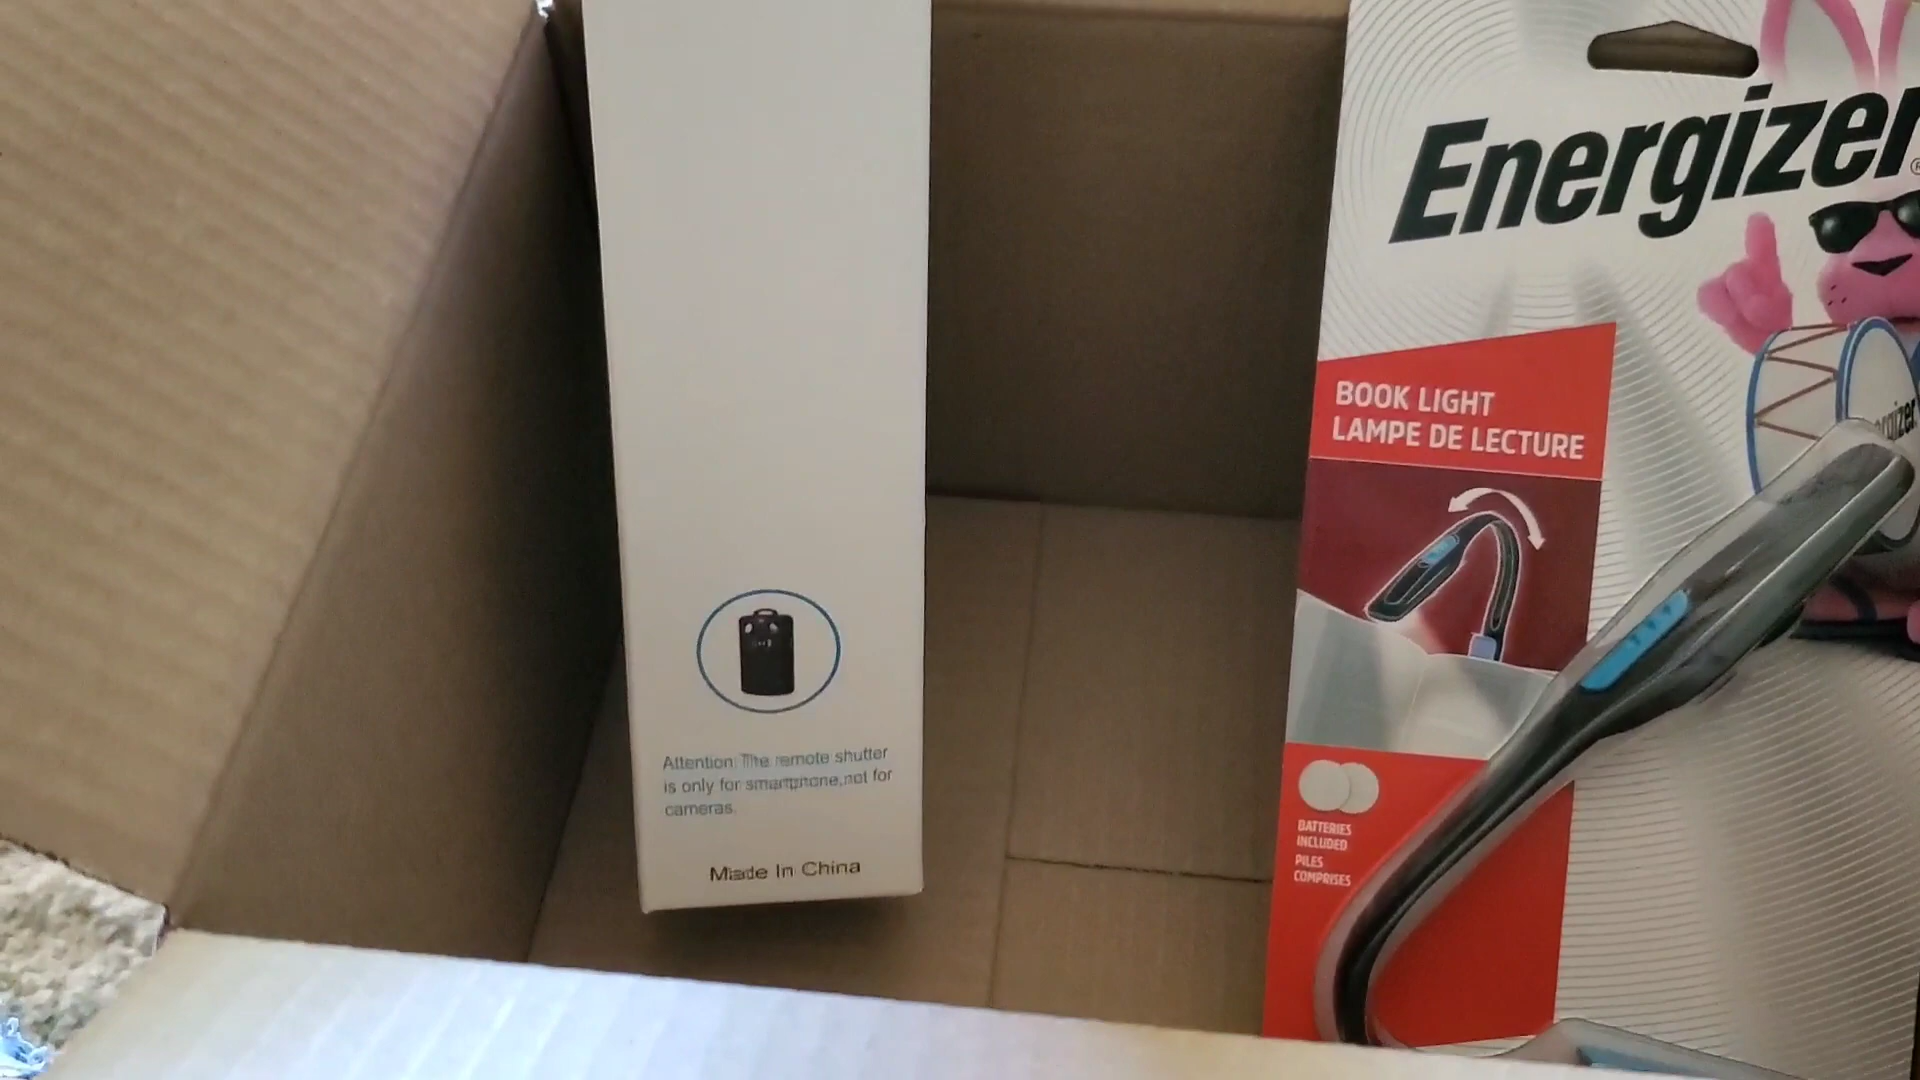 Attention: The remote shutter
is only for smartphone,not for
cameras.
Made In China
Energizer
BOOK LIGHT
LAMPE DE LECTURE
BATTERIES
INCLUDED
PILES
COMPRISES